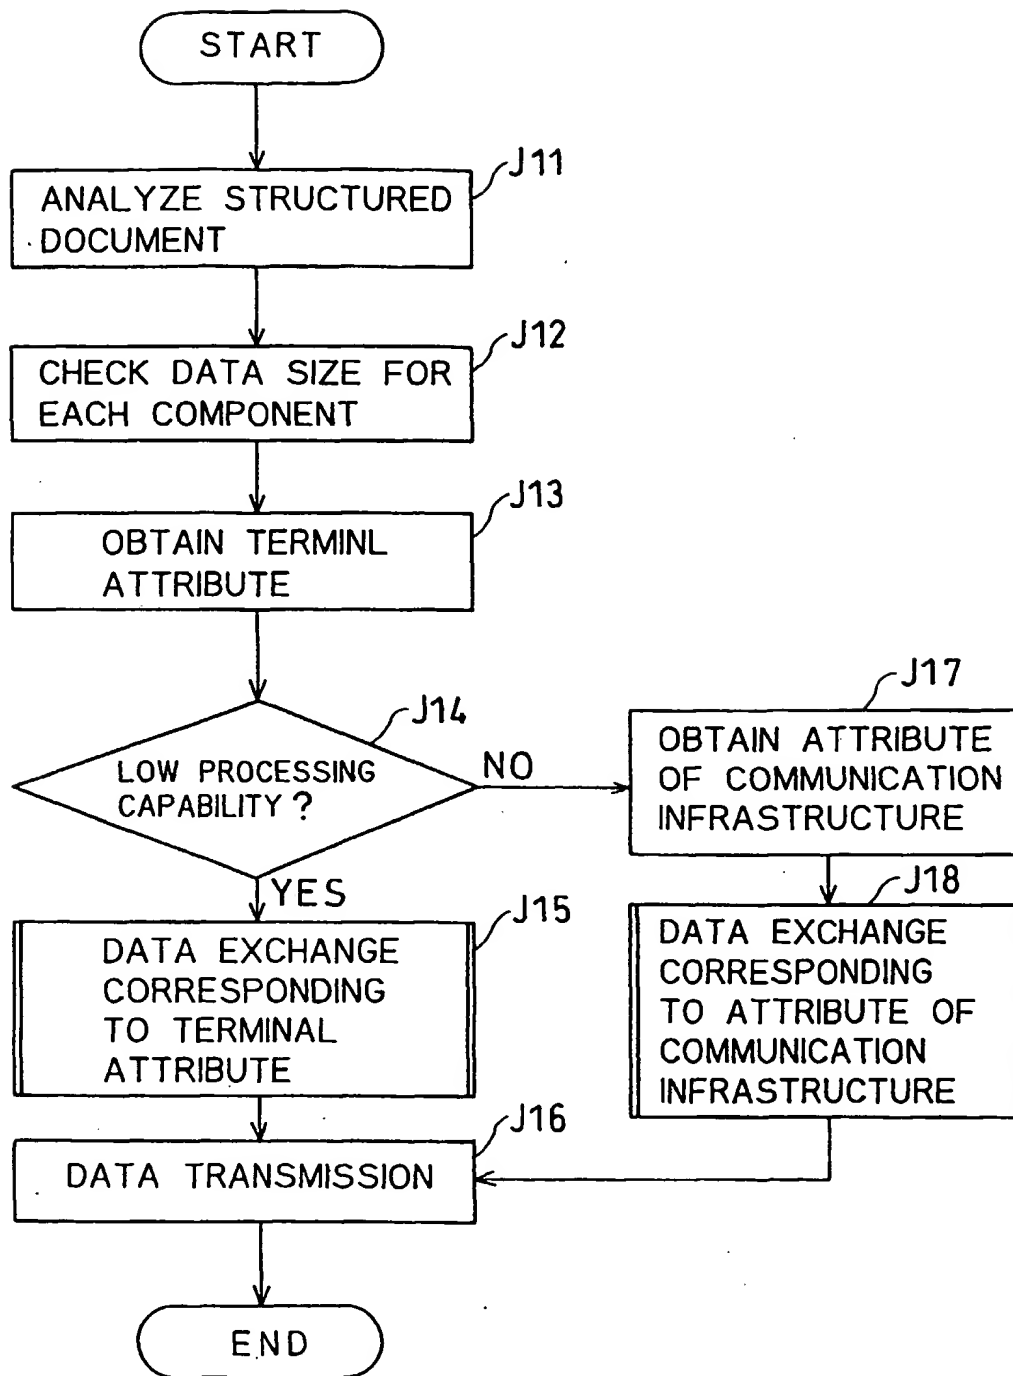 START
J11
ANALYZE STRUCTURED
DOCUMENT
J12
CHECK DATA SIZE FOR
EACH COMPONENT
J13
OBTAIN TERMINL
ATTRIBUTE
J14
LOW PROCESSING
CAPABILITY?
NO
YES
J17
OBTAIN ATTRIBUTE
OF COMMUNICATION
INFRASTRUCTURE
J15
DATA EXCHANGE
CORRESPONDING
TO TERMINAL
ATTRIBUTE
J18
DATA EXCHANGE
CORRESPONDING
TO ATTRIBUTE OF
COMMUNICATION
INFRASTRUCTURE
J16
DATA TRANSMISSION
END